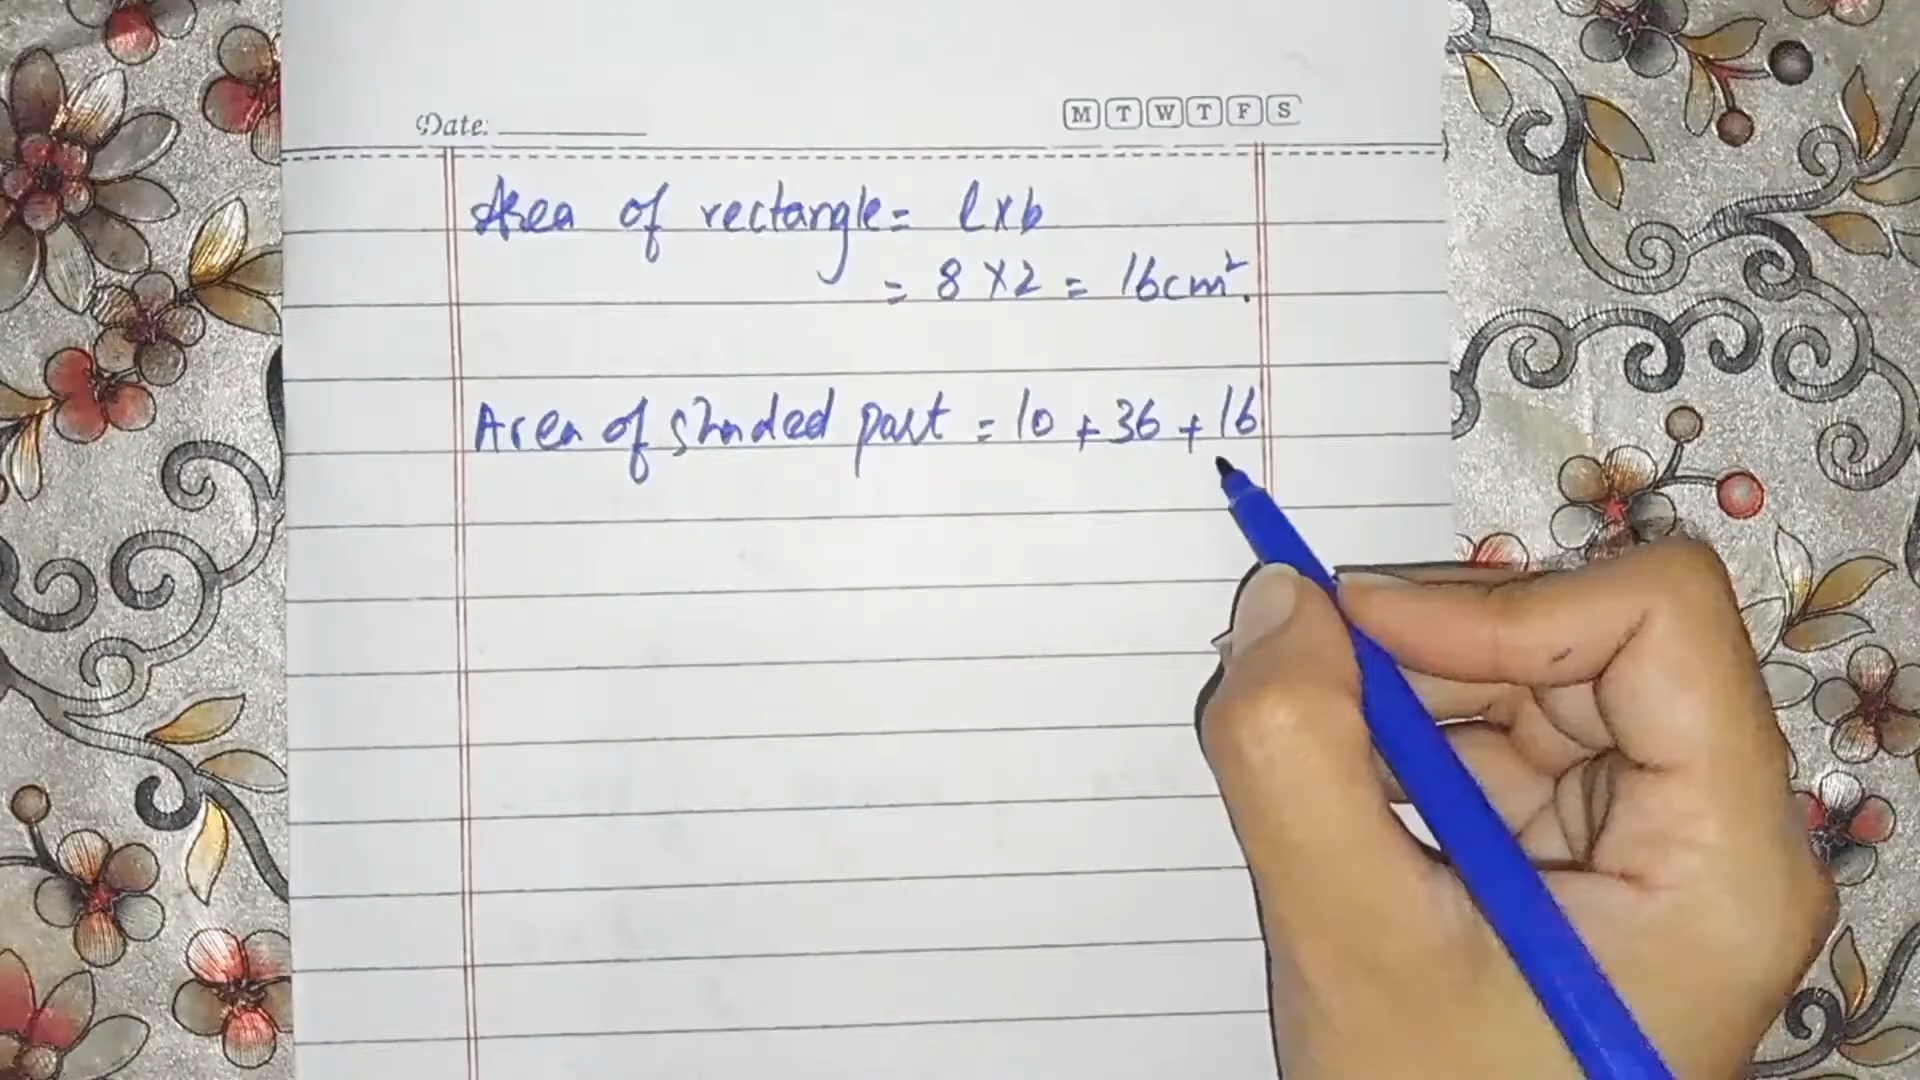 Date:
M T W T F S
Area of rectangle = l×b
= 8×2 = 16cm².
Area of shaded part = 10 + 36 + 16